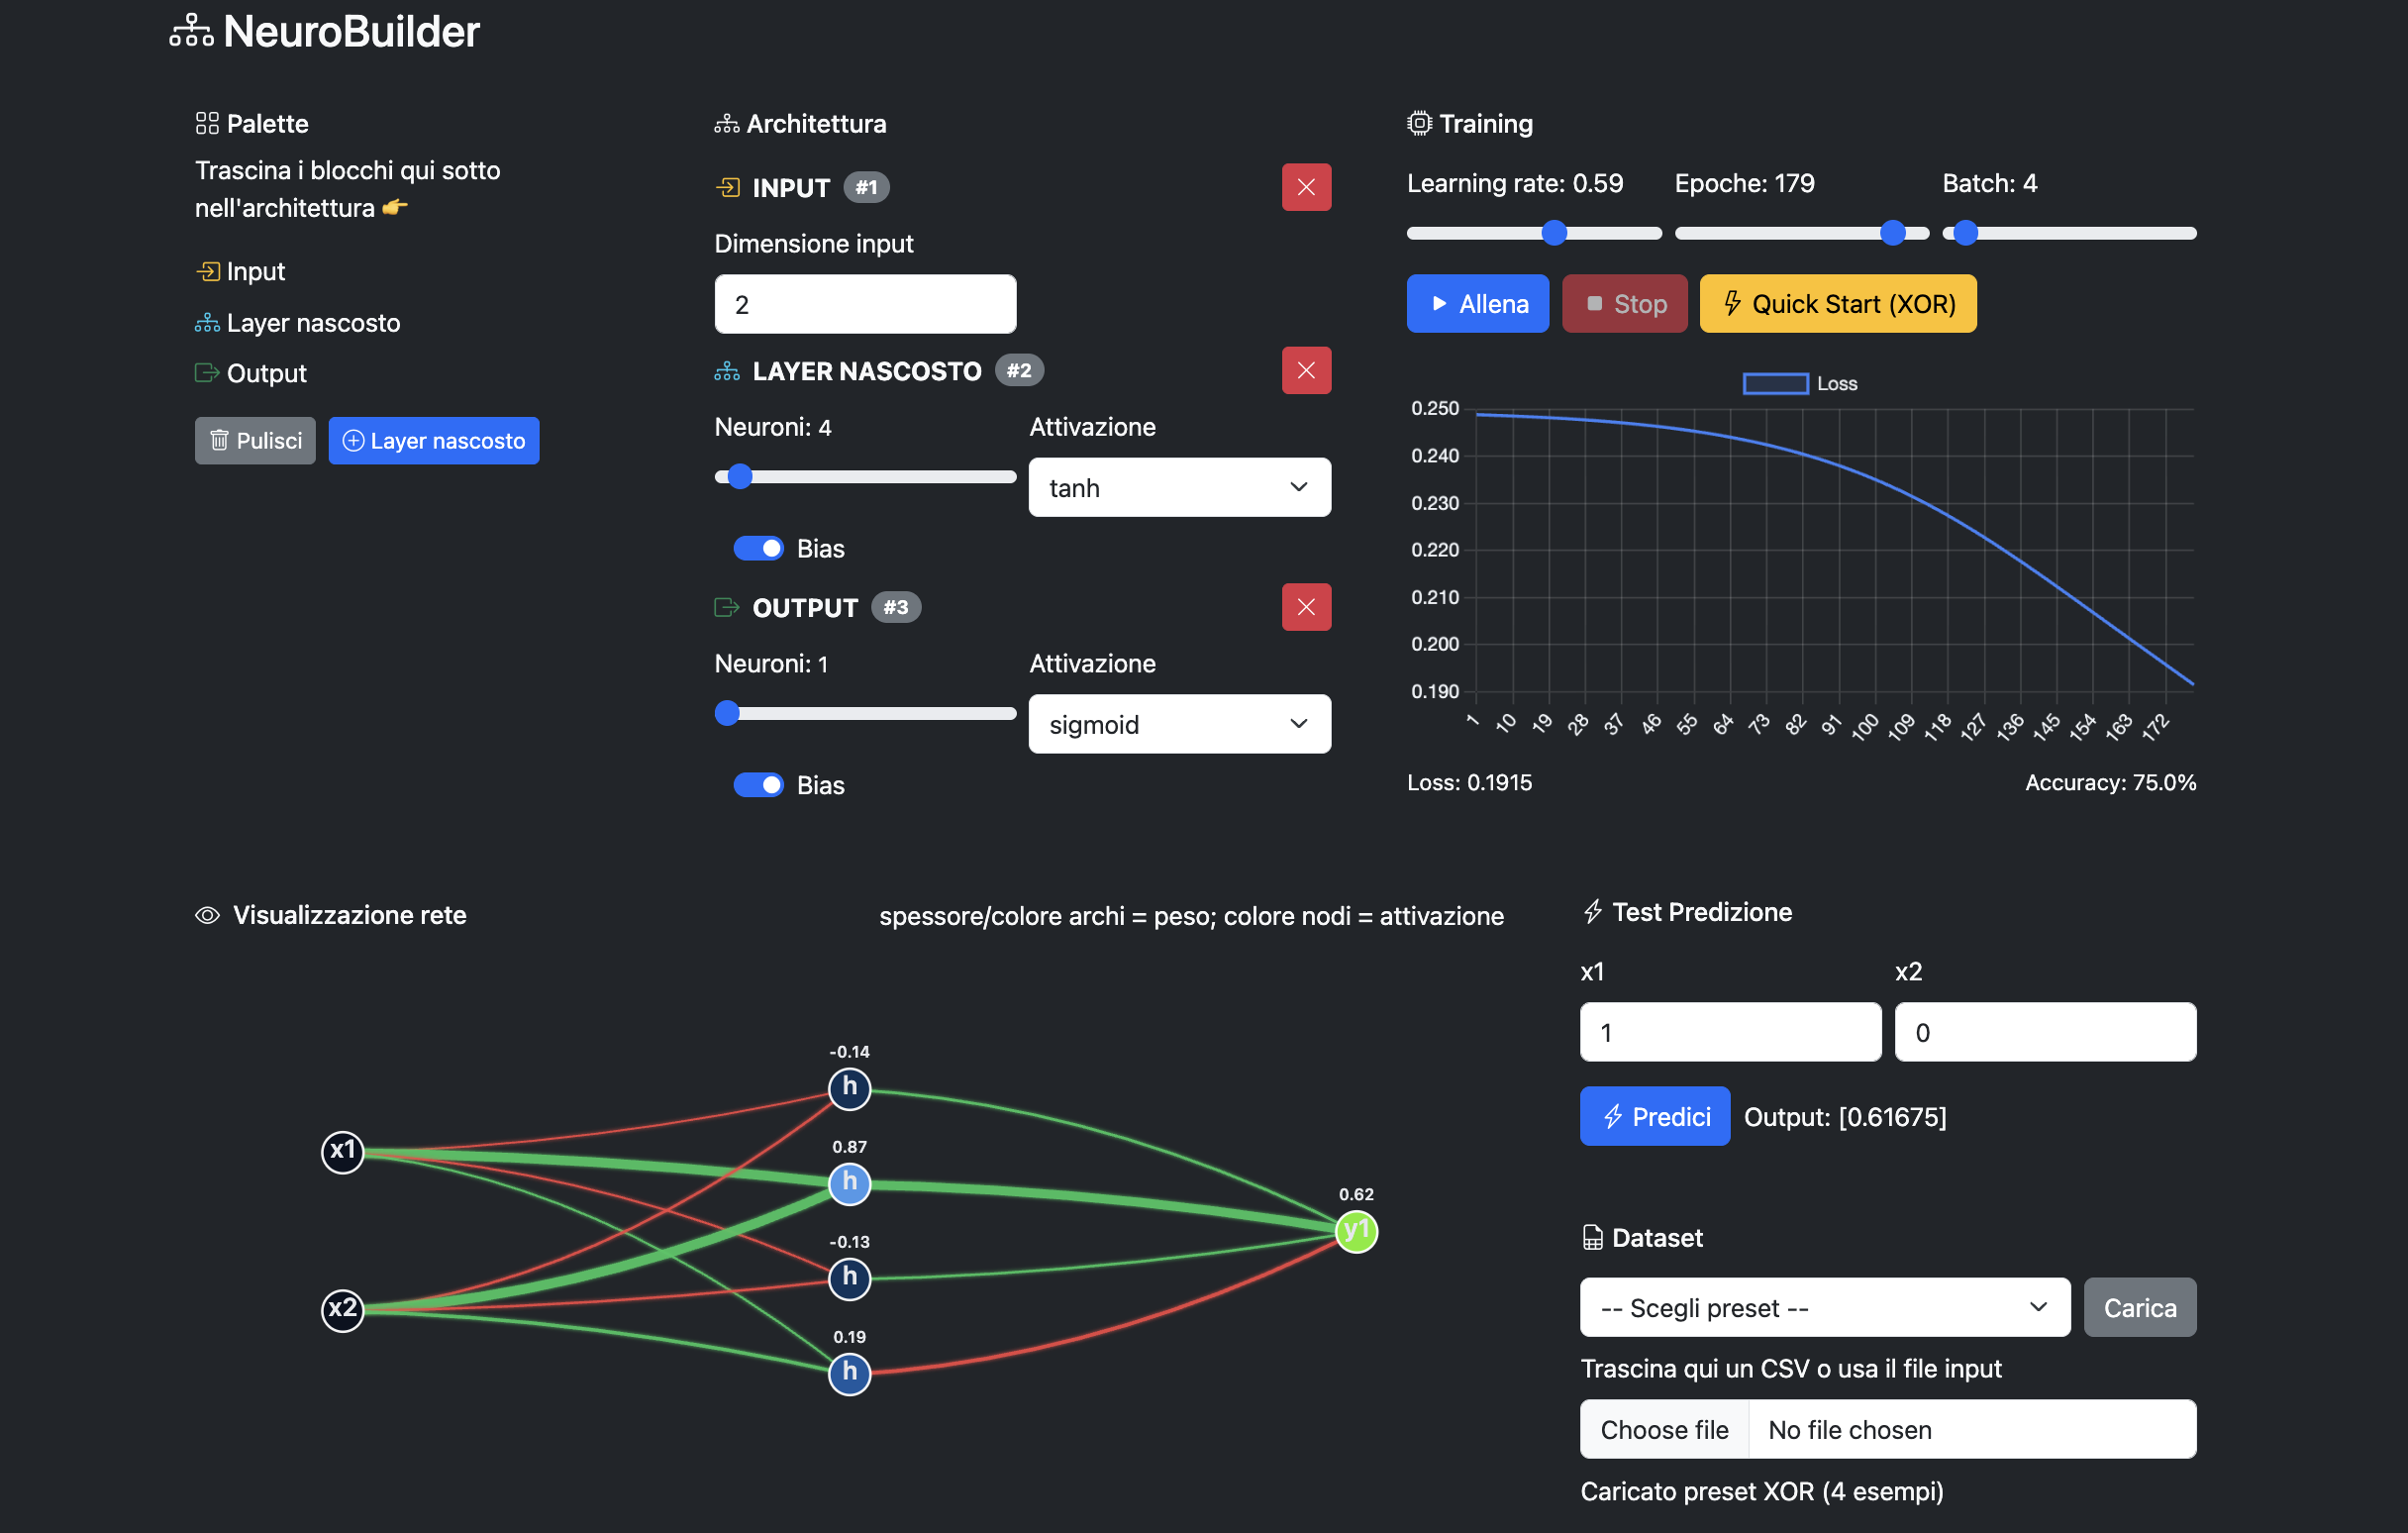 NeuroBuilder
Palette
Trascina i blocchi qui sotto
nell'architettura 👉
Input
Layer nascosto
Output
Pulisci
Layer nascosto
Architettura
INPUT #1
Dimensione input
2
LAYER NASCOSTO #2
Neuroni: 4
Attivazione
tanh
Bias
OUTPUT #3
Neuroni: 1
Attivazione
sigmoid
Bias
Training
Learning rate: 0.59
Epoche: 179
Batch: 4
Allena
Stop
Quick Start (XOR)
Loss
0.250
0.240
0.230
0.220
0.210
0.200
0.190
1
10
19
28
37
46
55
64
73
82
91
100
109
118
127
136
145
154
163
172
Loss: 0.1915
Accuracy: 75.0%
Visualizzazione rete
spessore/colore archi = peso; colore nodi = attivazione
x1
x2
-0.14
h
0.87
h
-0.13
h
0.19
h
0.62
y1
Test Predizione
x1
x2
1
0
Predici
Output: [0.61675]
Dataset
-- Scegli preset --
Carica
Trascina qui un CSV o usa il file input
Choose file
No file chosen
Caricato preset XOR (4 esempi)